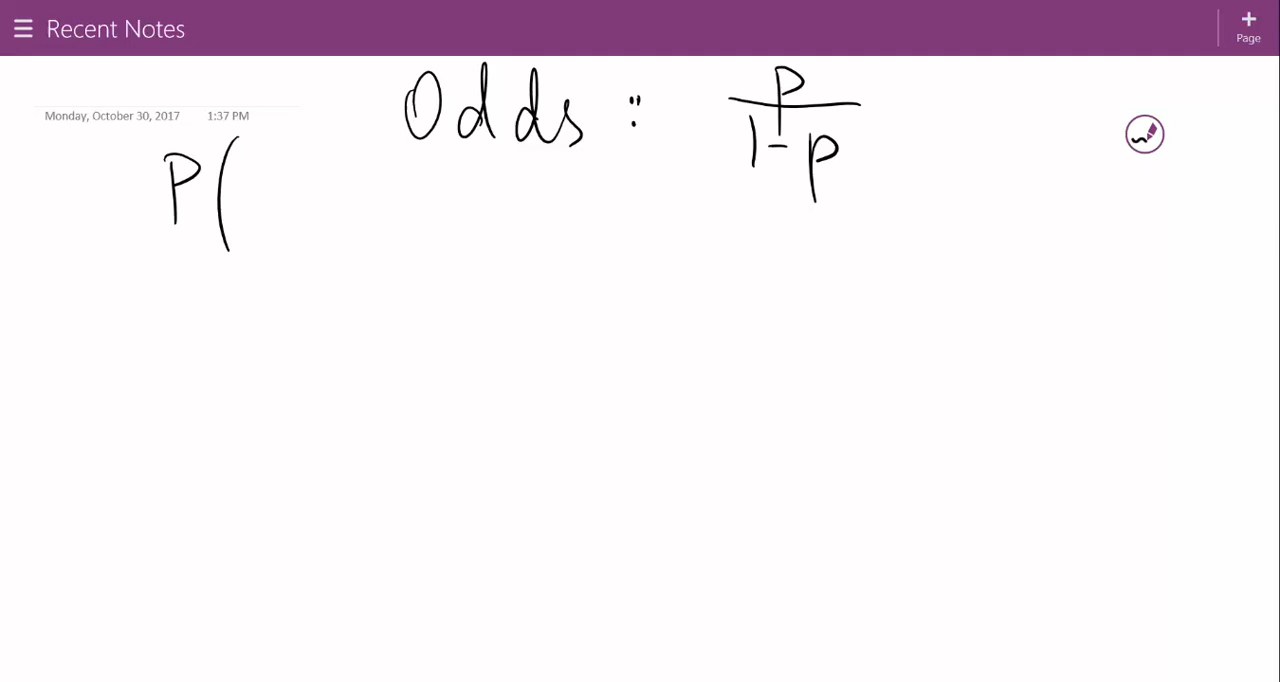 Recent Notes
Page
Monday, October 30, 2017 1:37 PM
Odds : p / 1-p
P(